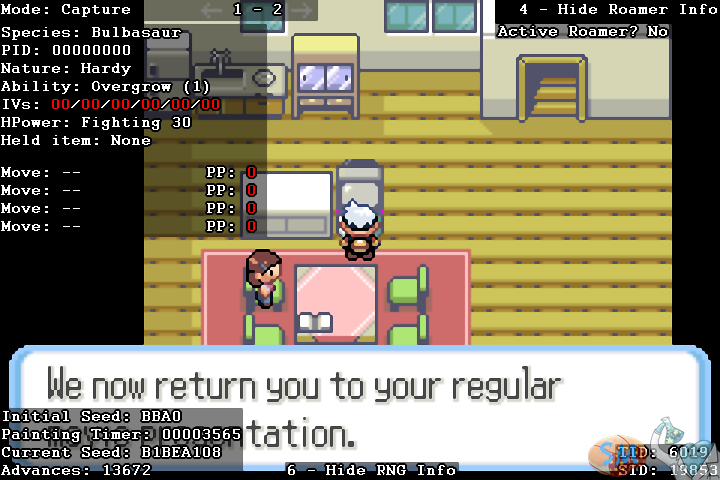 Mode: Capture
1 - 2
4 - Hide Roamer Info
Active Roamer? No
Species: Bulbasaur
PID: 00000000
Nature: Hardy
Ability: Overgrow (1)
IVs: 00/00/00/00/00/00
HPower: Fighting 30
Held item: None
Move: -- PP: 0
Move: -- PP: 0
Move: -- PP: 0
Move: -- PP: 0
We now return you to your regular
tation.
Initial Seed: BBA0
Painting Timer: 00003565
Current Seed: B1BEA108
Advances: 13672
6 - Hide RNG Info
TID: 6019
SID: 19853